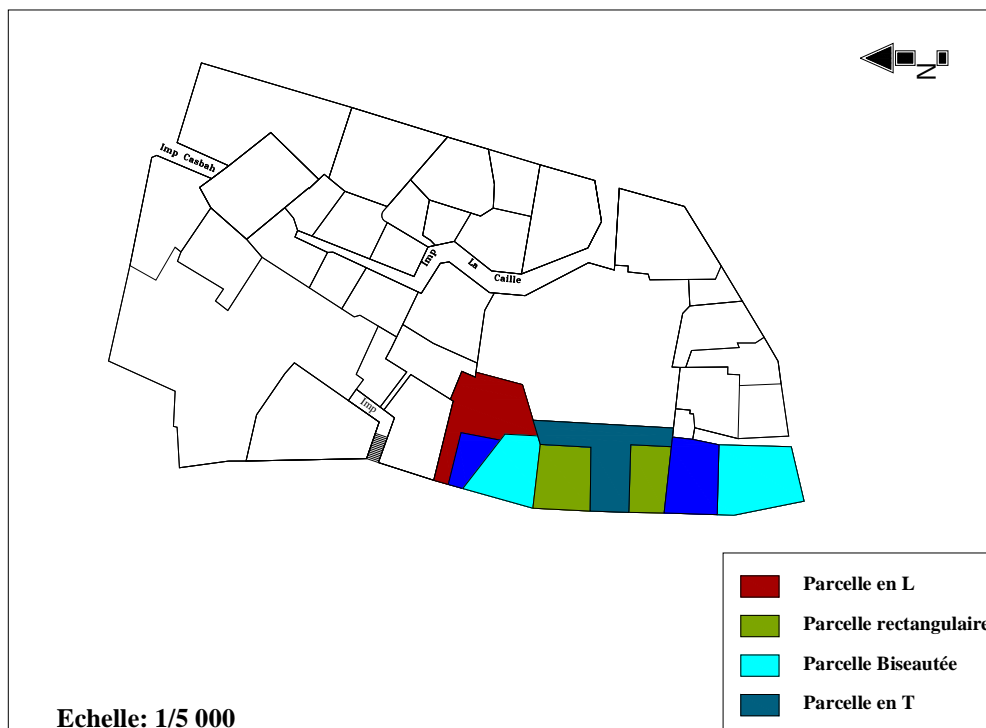 N
Imp Casbah
Imp La Caille
Imp
Parcelle en L
Parcelle rectangulaire
Parcelle Biseautée
Parcelle en T
Echelle: 1/5 000